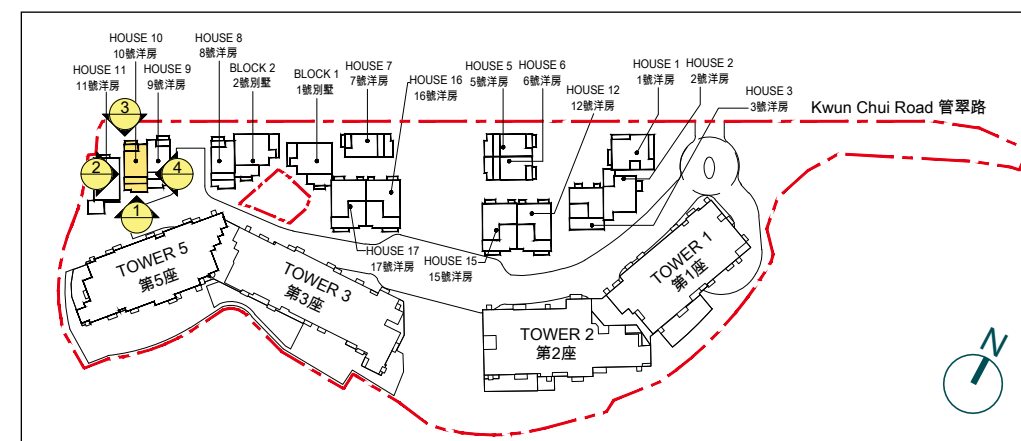 HOUSE 10
10號洋房
HOUSE 8
8號洋房
HOUSE 11
11號洋房
HOUSE 9
9號洋房
BLOCK 2
2號別墅
BLOCK 1
1號別墅
HOUSE 7
7號洋房
HOUSE 16
16號洋房
HOUSE 5
5號洋房
HOUSE 6
6號洋房
HOUSE 12
12號洋房
HOUSE 1
1號洋房
HOUSE 2
2號洋房
HOUSE 3
3號洋房
Kwun Chui Road 管翠路
3
2
4
1
HOUSE 17
17號洋房
HOUSE 15
15號洋房
TOWER 5
第5座
TOWER 3
第3座
TOWER 2
第2座
TOWER 1
第1座
N